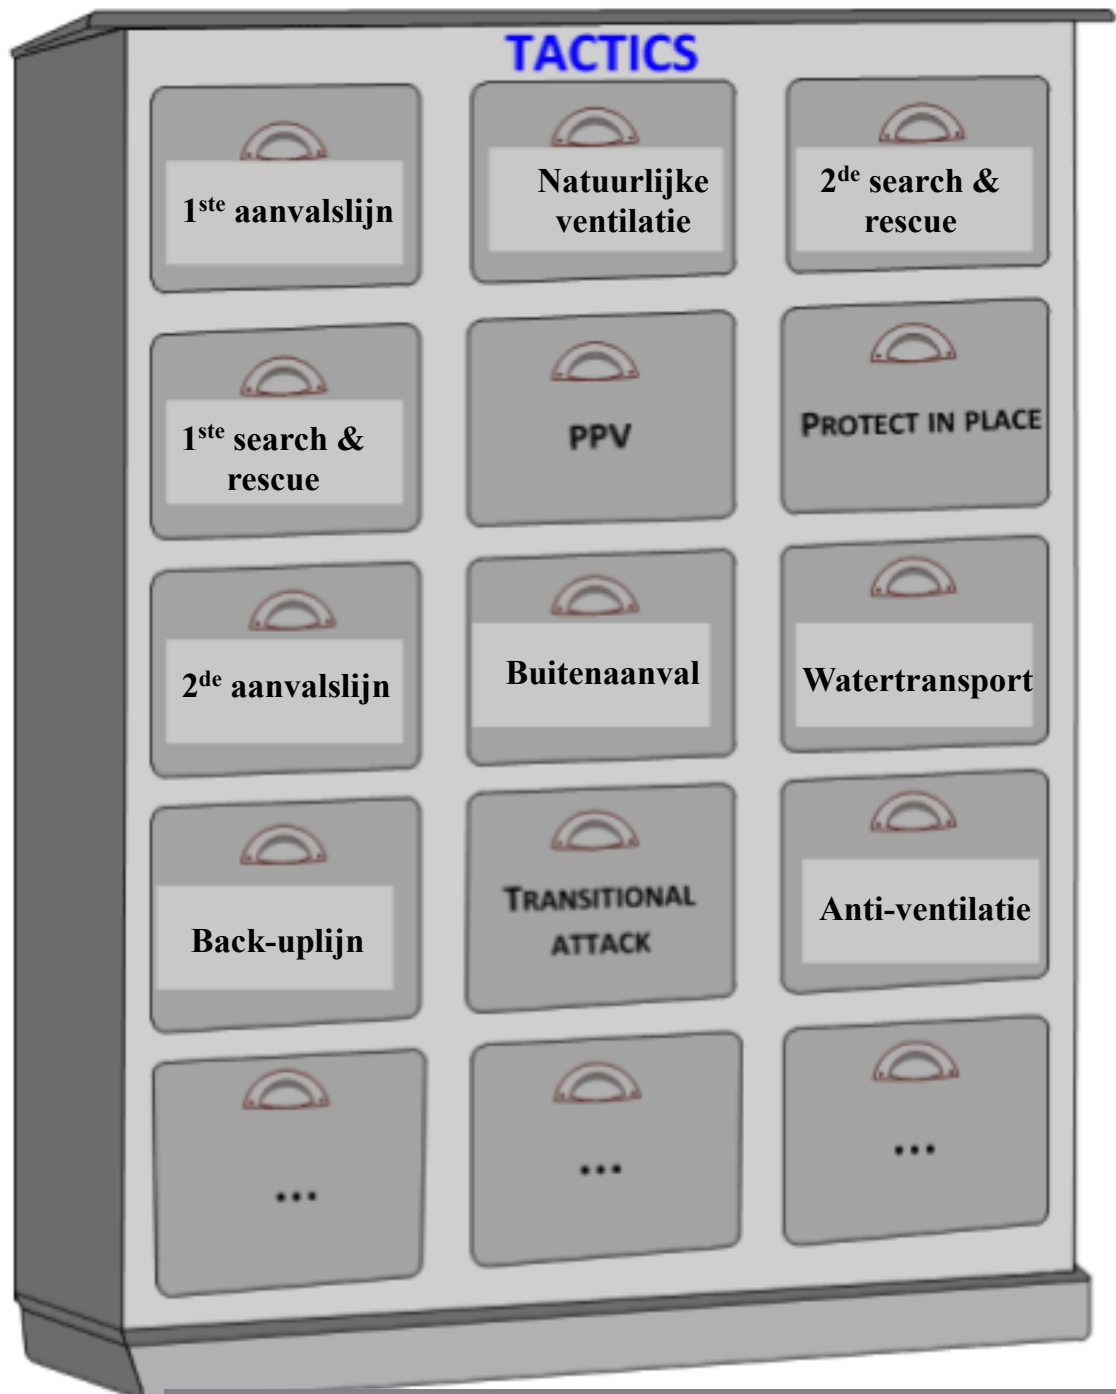 TACTICS
1ste aanvalslijn
Natuurlijke
ventilatie
2de search &
rescue
1ste search &
rescue
PPV
PROTECT IN PLACE
2de aanvalslijn
Buitenaanval
Watertransport
Back-uplijn
TRANSITIONAL
ATTACK
Anti-ventilatie
...
...
...